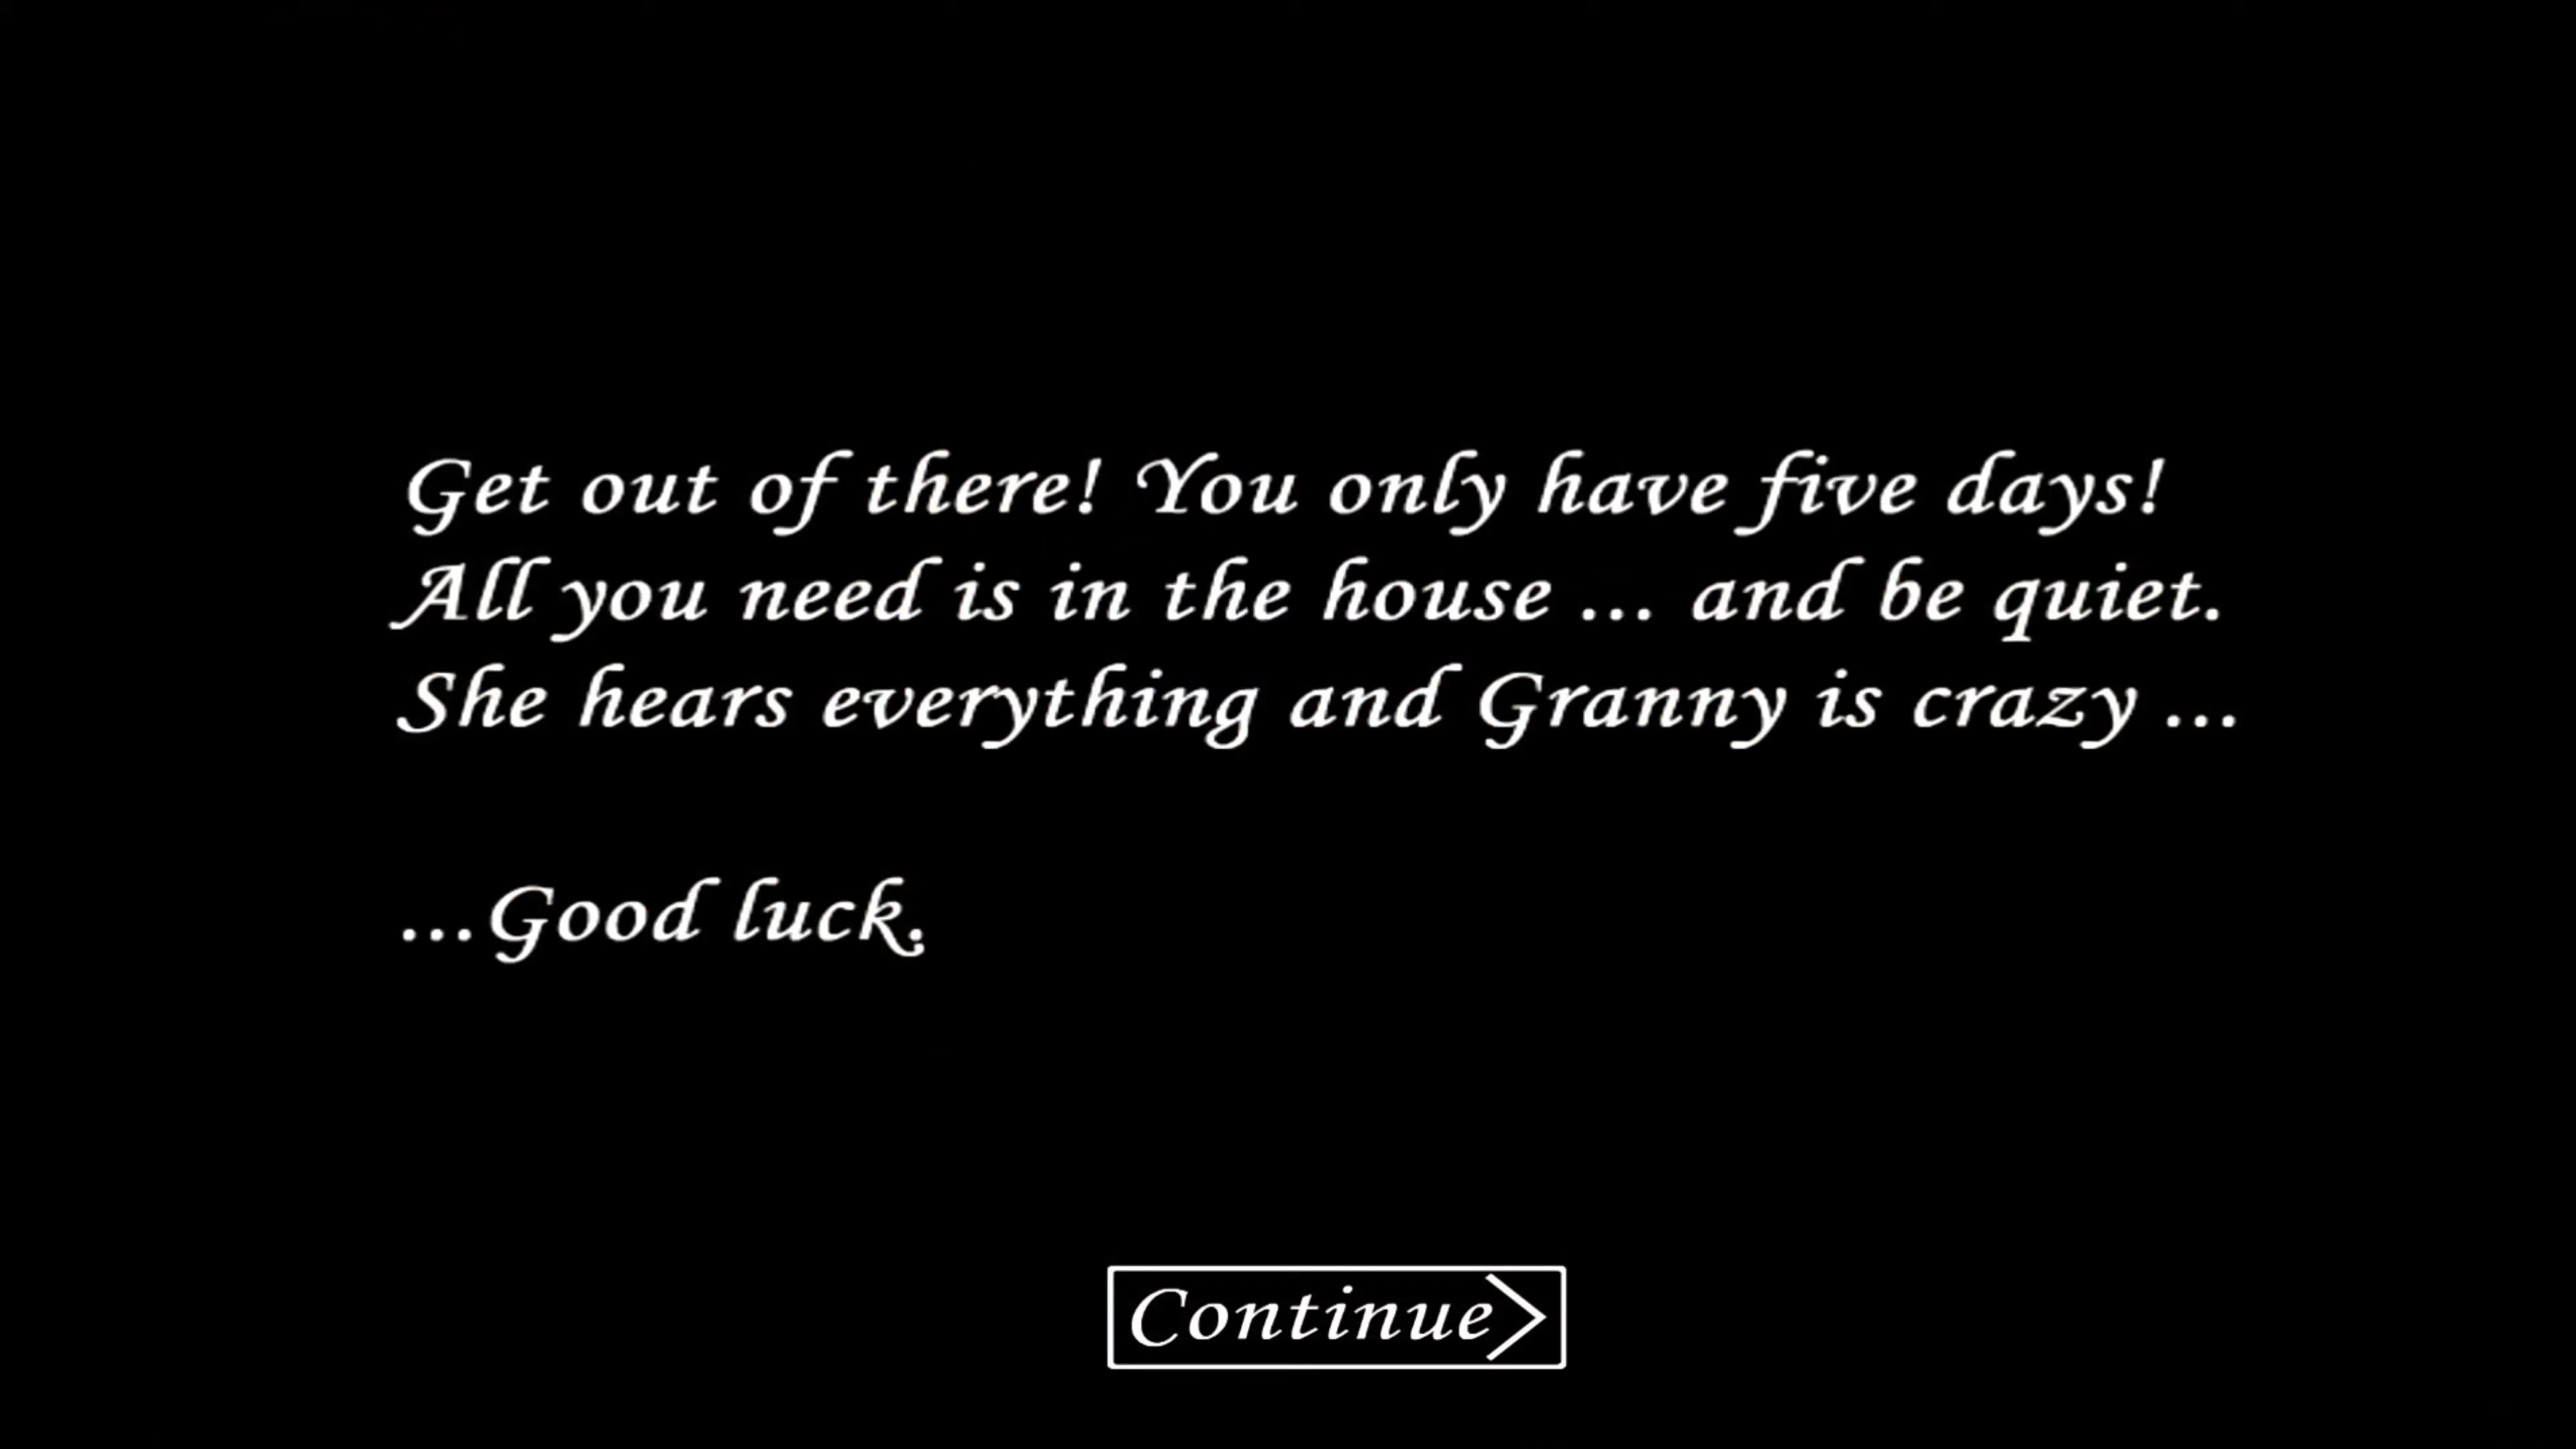 Get out of there! You only have five days!
All you need is in the house ... and be quiet.
She hears everything and Granny is crazy ...
...Good luck.
Continue>